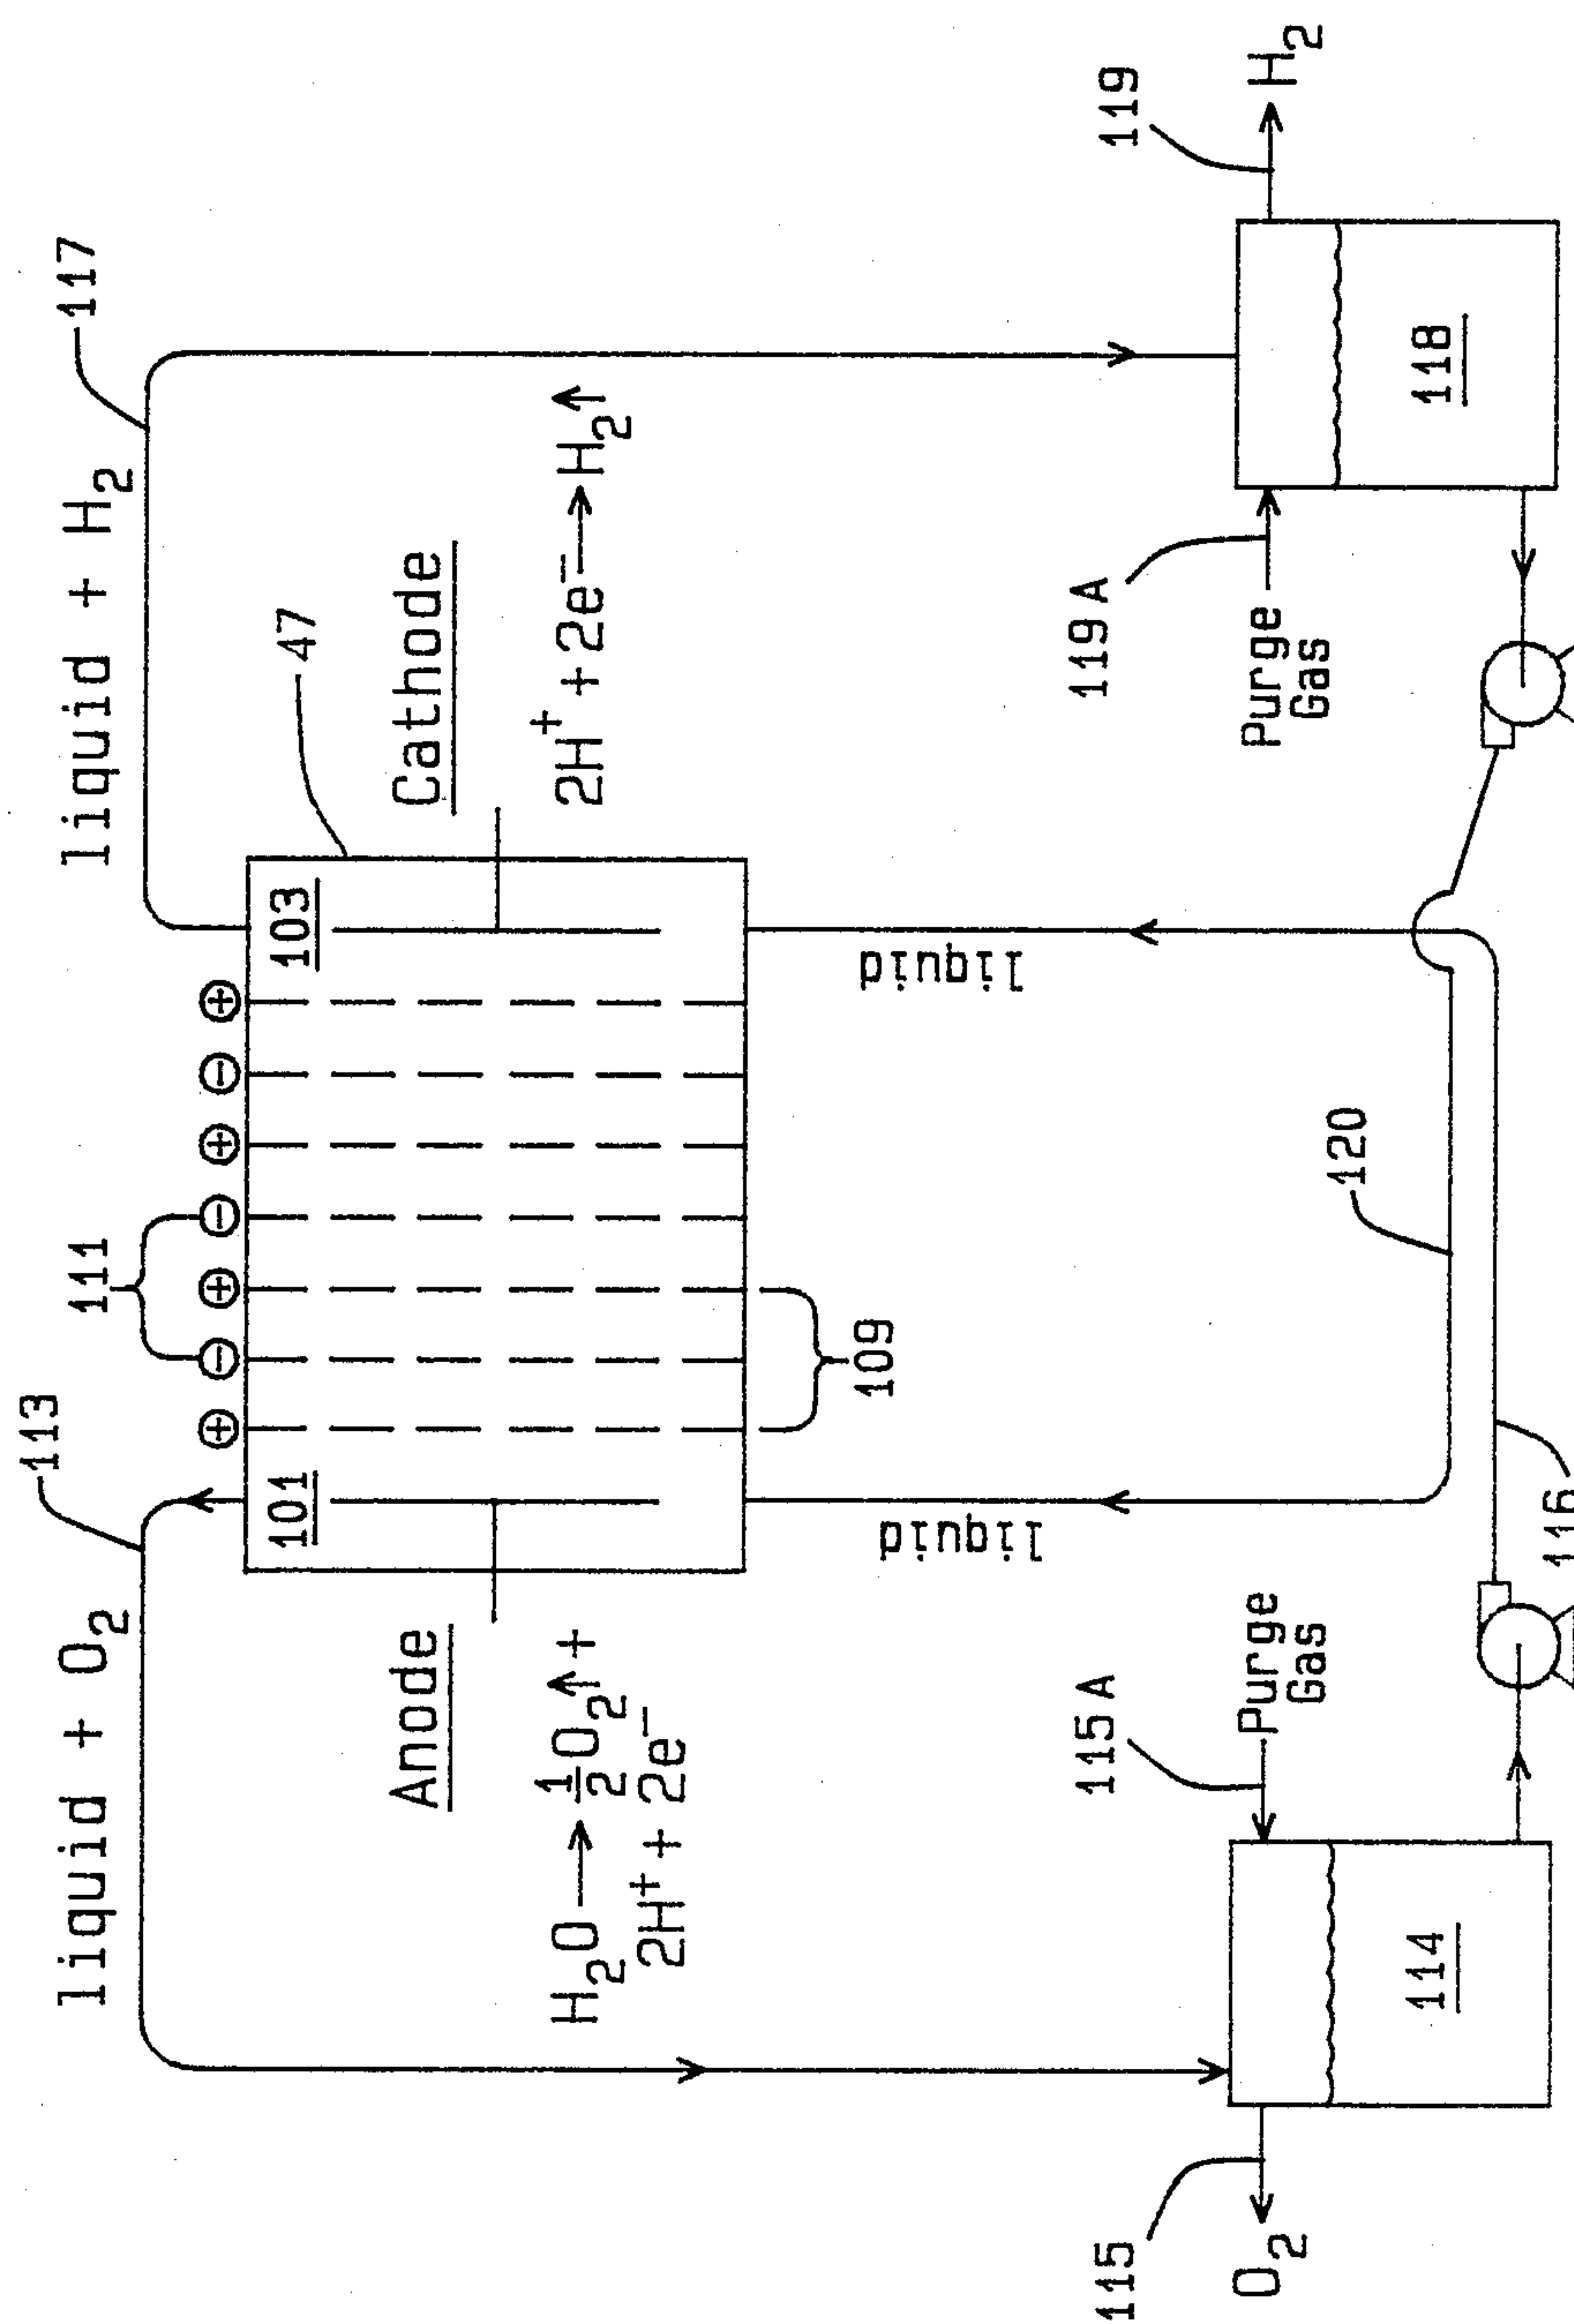 liquid + O₂
113
111
liquid + H₂
117
⊕ ⊖ ⊕ ⊖ ⊕ ⊖ ⊕
47
101
103
Anode
Cathode
H₂O → ½O₂↑ +
2H⁺ + 2e⁻
2H⁺ + 2e⁻ → H₂↑
109
liquid
liquid
115
O₂
115A
Purge
Gas
114
116
120
119A
Purge
Gas
118
119
H₂